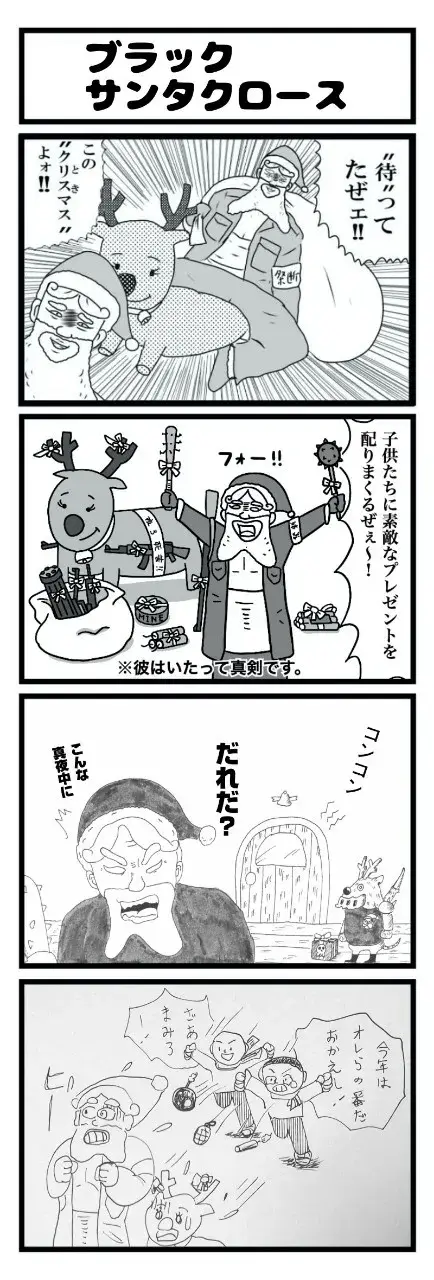 ブラック
サンタクロース
〝待〟って
たぜェ!!
この
〝クリスマス〟
とき
よォ!!
禁断
子供たちに素敵なプレゼントを
配りまくるぜぇ〜!
フォー!!
MINE
※彼はいたって真剣です。
コンコン
だれだ?
こんな
真夜中に
今年は
オレらの番だ
おかえし!
さあ
まみろ
!
ヒー